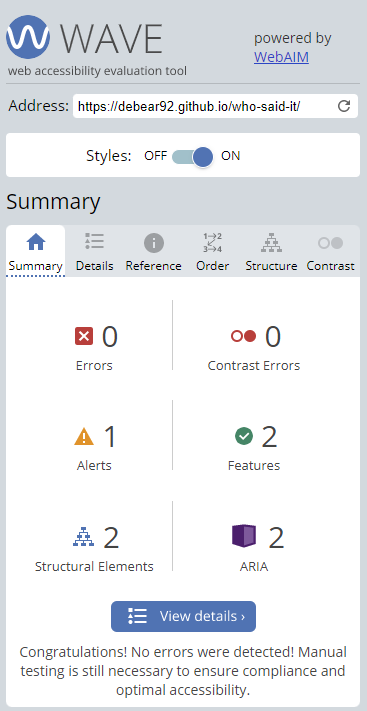 WAVE
powered by
WebAIM
web accessibility evaluation tool
Address: https://debear92.github.io/who-said-it/
Styles: OFF ON
Summary
Summary Details Reference Order Structure Contrast
0 0
Errors Contrast Errors
1 2
Alerts Features
2 2
Structural Elements ARIA
View details ›
Congratulations! No errors were detected! Manual
testing is still necessary to ensure compliance and
optimal accessibility.